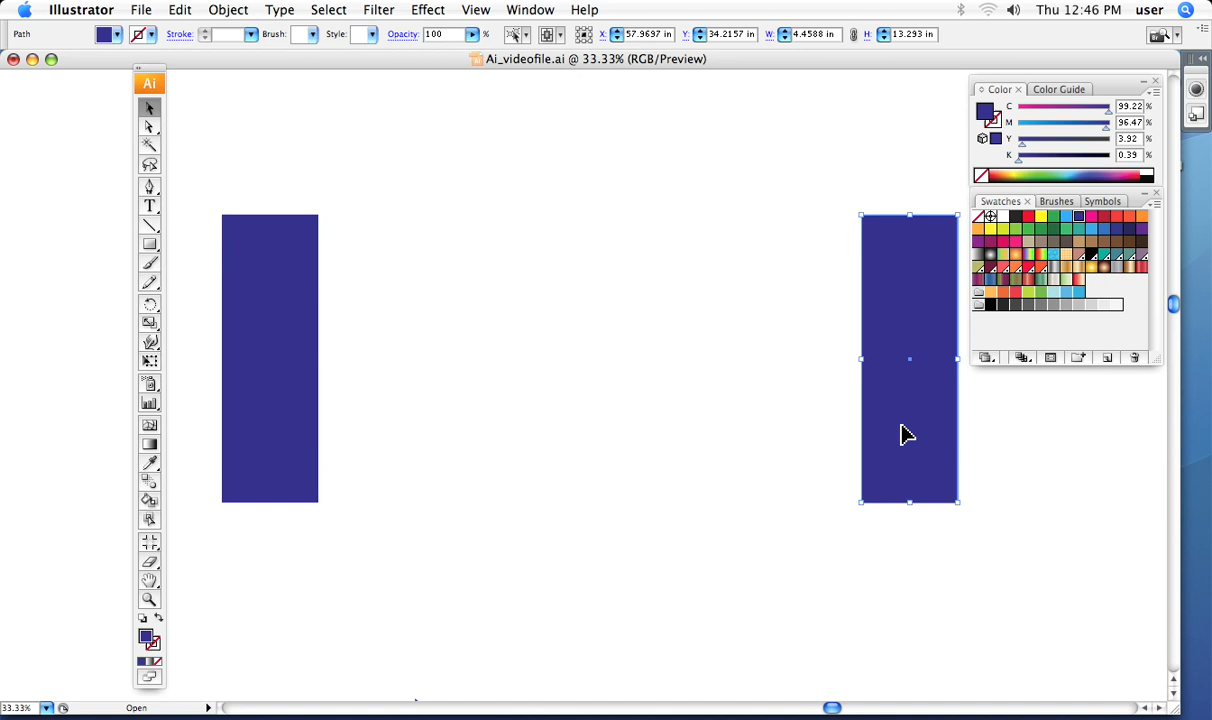 Illustrator File Edit Object Type Select Filter Effect View Window Help Thu 12:46 PM user
Path Stroke: Brush: Style: Opacity: 100 % X: 57.9697 in Y: 34.2157 in W: 4.4588 in H: 13.293 in
Ai_videofile.ai @ 33.33% (RGB/Preview)
Ai
T
Color × Color Guide
C 99.22 %
M 96.47 %
Y 3.92 %
K 0.39 %
Swatches × Brushes Symbols
33.33% Open